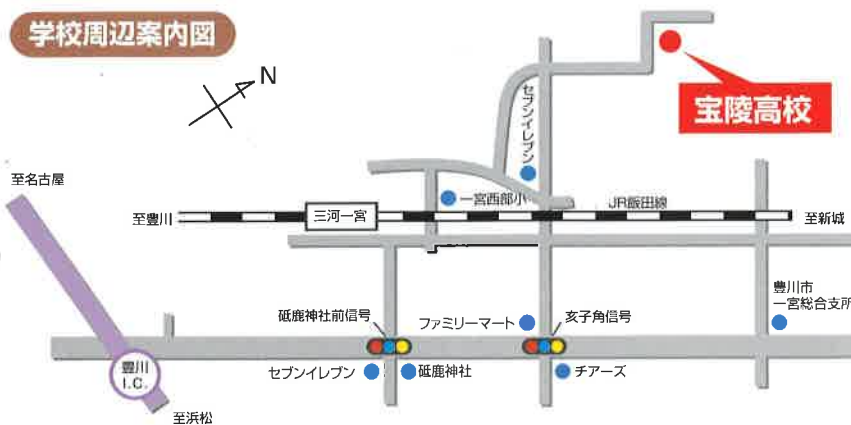 学校周辺案内図
N
宝陵高校
セブンイレブン
至名古屋
一宮西部小
JR飯田線
至豊川
三河一宮
至新城
豊川市
一宮総合支所
砥鹿神社前信号
ファミリーマート
亥子角信号
豊川
I.C.
セブンイレブン
砥鹿神社
チアーズ
至浜松